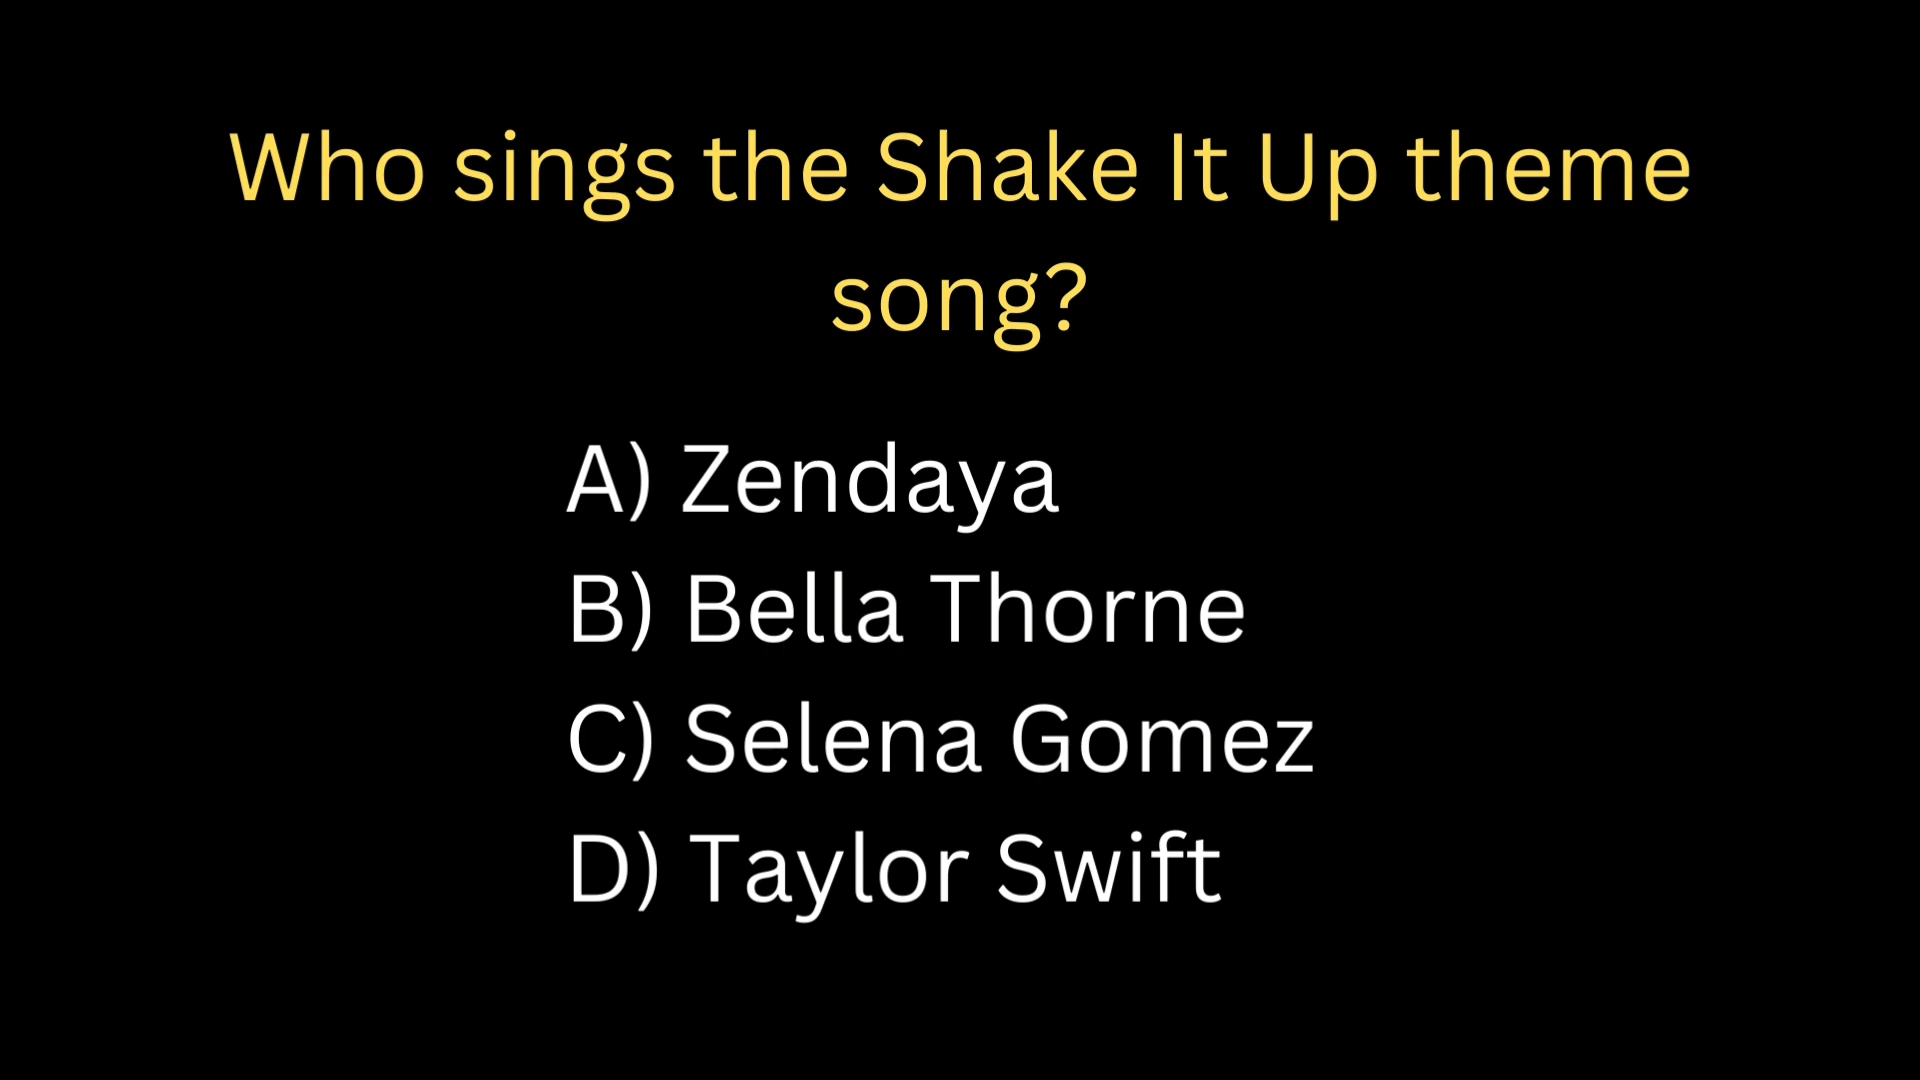 Who sings the Shake It Up theme
song?
A) Zendaya
B) Bella Thorne
C) Selena Gomez
D) Taylor Swift